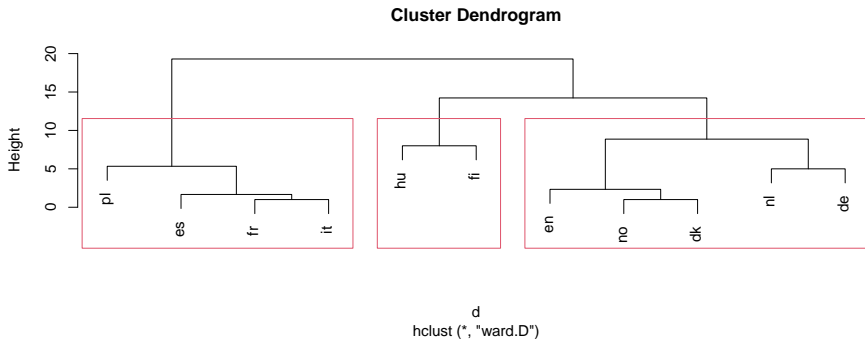 Cluster Dendrogram
Height
20
15
10
5
0
pl
es
fr
it
hu
fi
en
no
dk
nl
de
d
hclust (*, "ward.D")